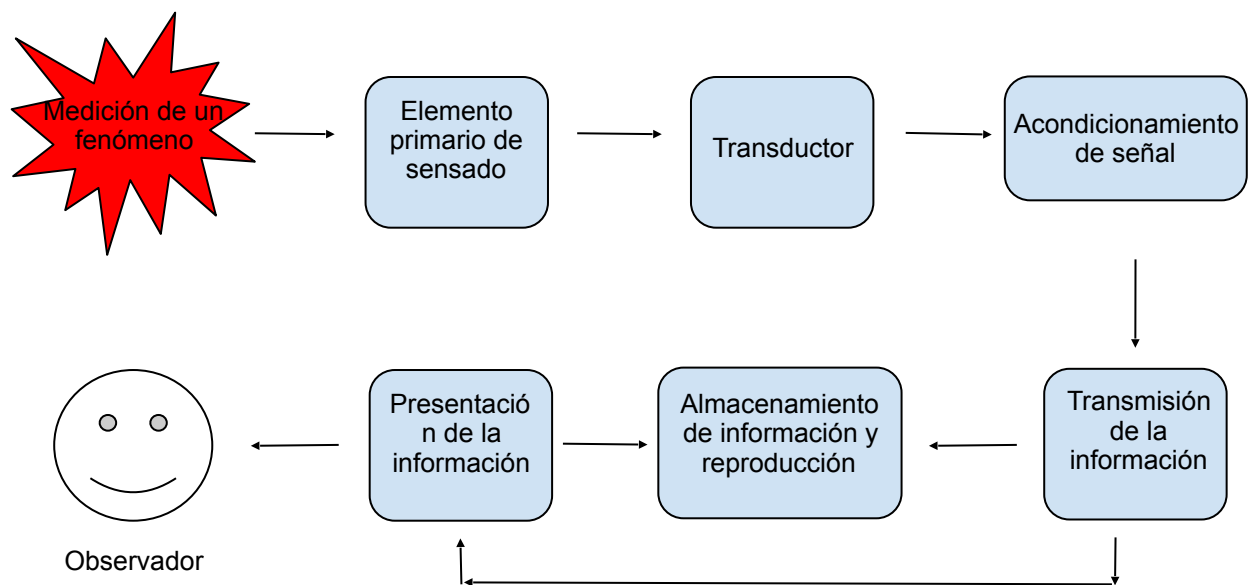 Medición de un
fenómeno
Elemento
primario de
sensado
Transductor
Acondicionamiento
de señal
Presentació
n de la
información
Almacenamiento
de información y
reproducción
Transmisión
de la
información
Observador